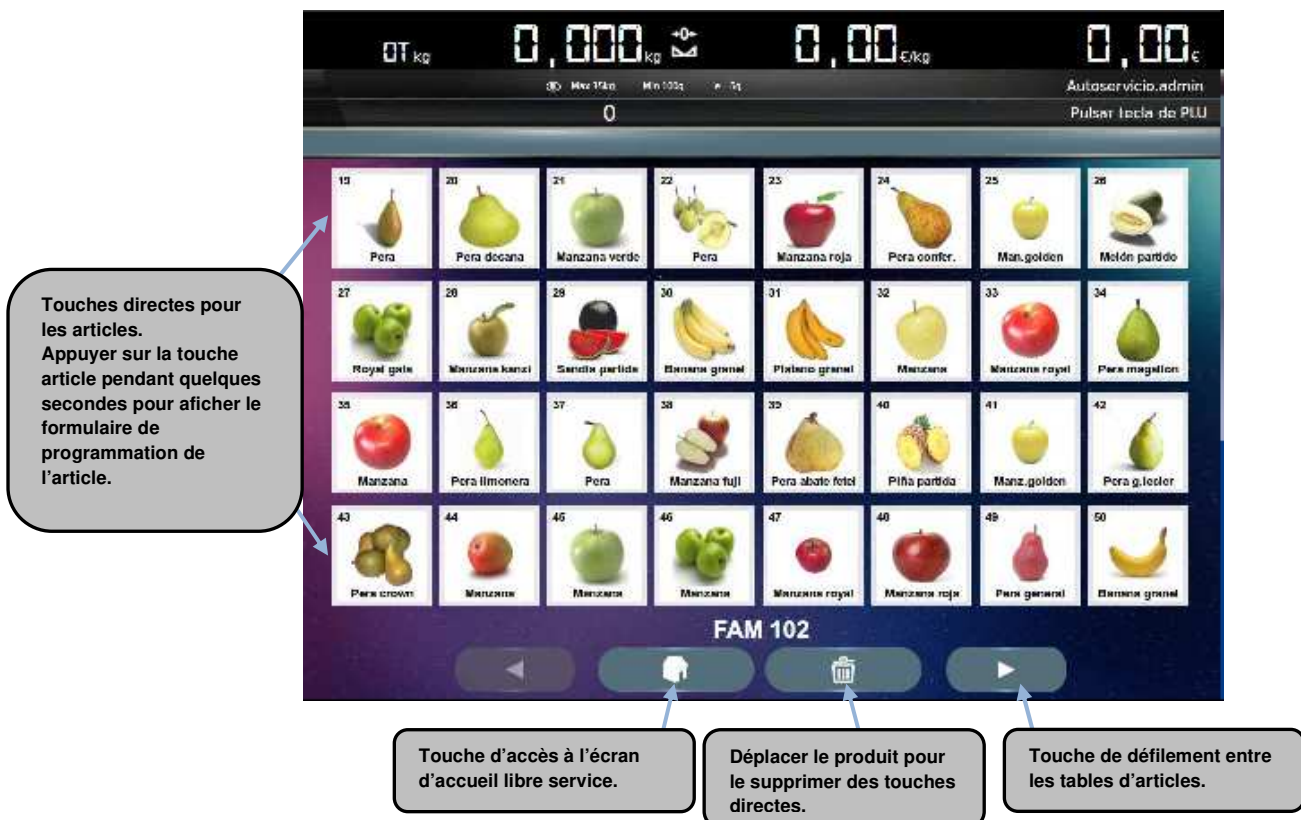 0T kg 0,000 kg →0← 0,00 €/kg 0,00 €
Max 15kg Min 100g e 5g Autoservicio.admin
0 Pulsar tecla de PLU
19 20 21 22 23 24 25 26
Pera Pera decana Manzana verde Pera Manzana roja Pera confer. Man.golden Melón partido
27 28 29 30 31 32 33 34
Royal gala Manzana kanzi Sandía partida Banana granel Platano granel Manzana Manzana royal Pera magallon
35 36 37 38 39 40 41 42
Manzana Pera limonera Pera Manzana fuji Pera abate fetel Piña partida Manz.golden Pera g.lecler
43 44 45 46 47 48 49 50
Pera crown Manzana Manzana Manzana Manzana royal Manzana roja Pera general Banana granel
FAM 102
Touches directes pour
les articles.
Appuyer sur la touche
article pendant quelques
secondes pour aficher le
formulaire de
programmation de
l’article.
Touche d’accès à l’écran
d’accueil libre service.
Déplacer le produit pour
le supprimer des touches
directes.
Touche de défilement entre
les tables d’articles.